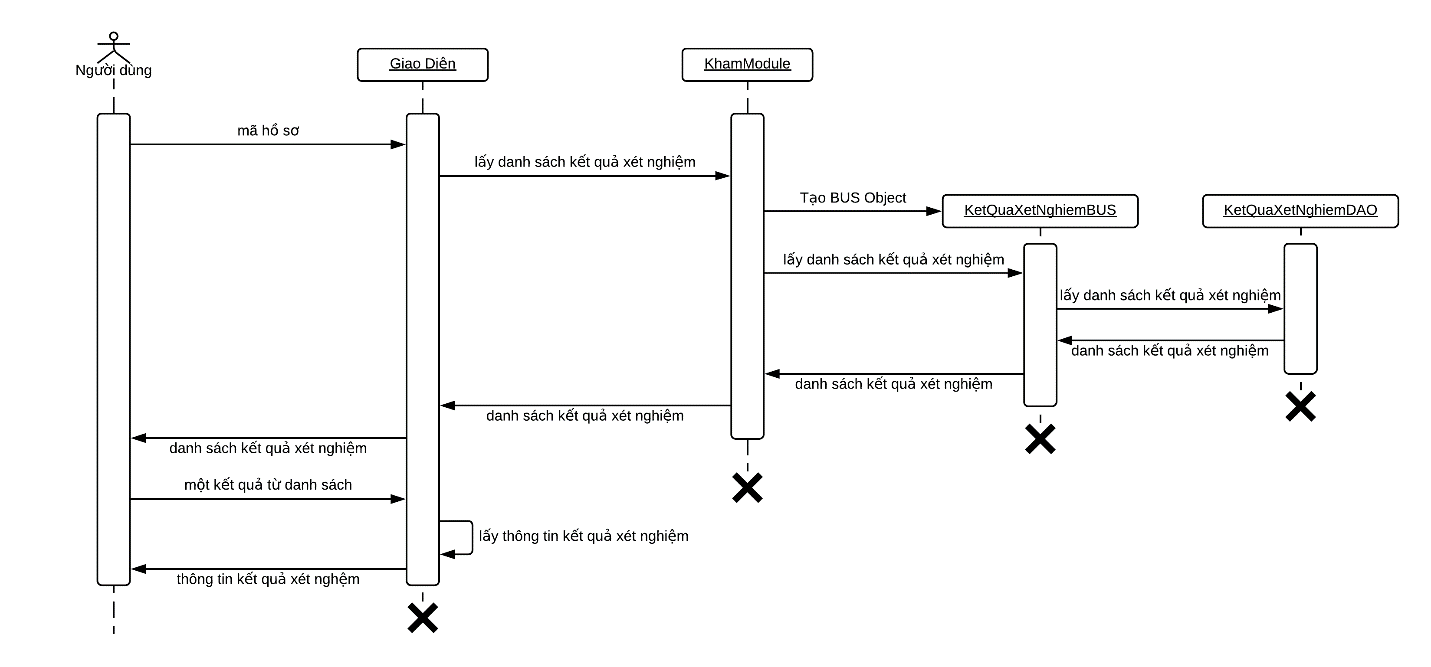 Người dùng
Giao Diên
KhamModule
mã hồ sơ
lấy danh sách kết quả xét nghiệm
Tạo BUS Object
KetQuaXetNghiemBUS
KetQuaXetNghiemDAO
lấy danh sách kết quả xét nghiệm
lấy danh sách kết quả xét nghiệm
danh sách kết quả xét nghiệm
danh sách kết quả xét nghiệm
danh sách kết quả xét nghiệm
danh sách kết quả xét nghiệm
một kết quả từ danh sách
lấy thông tin kết quả xét nghiệm
thông tin kết quả xét nghệm